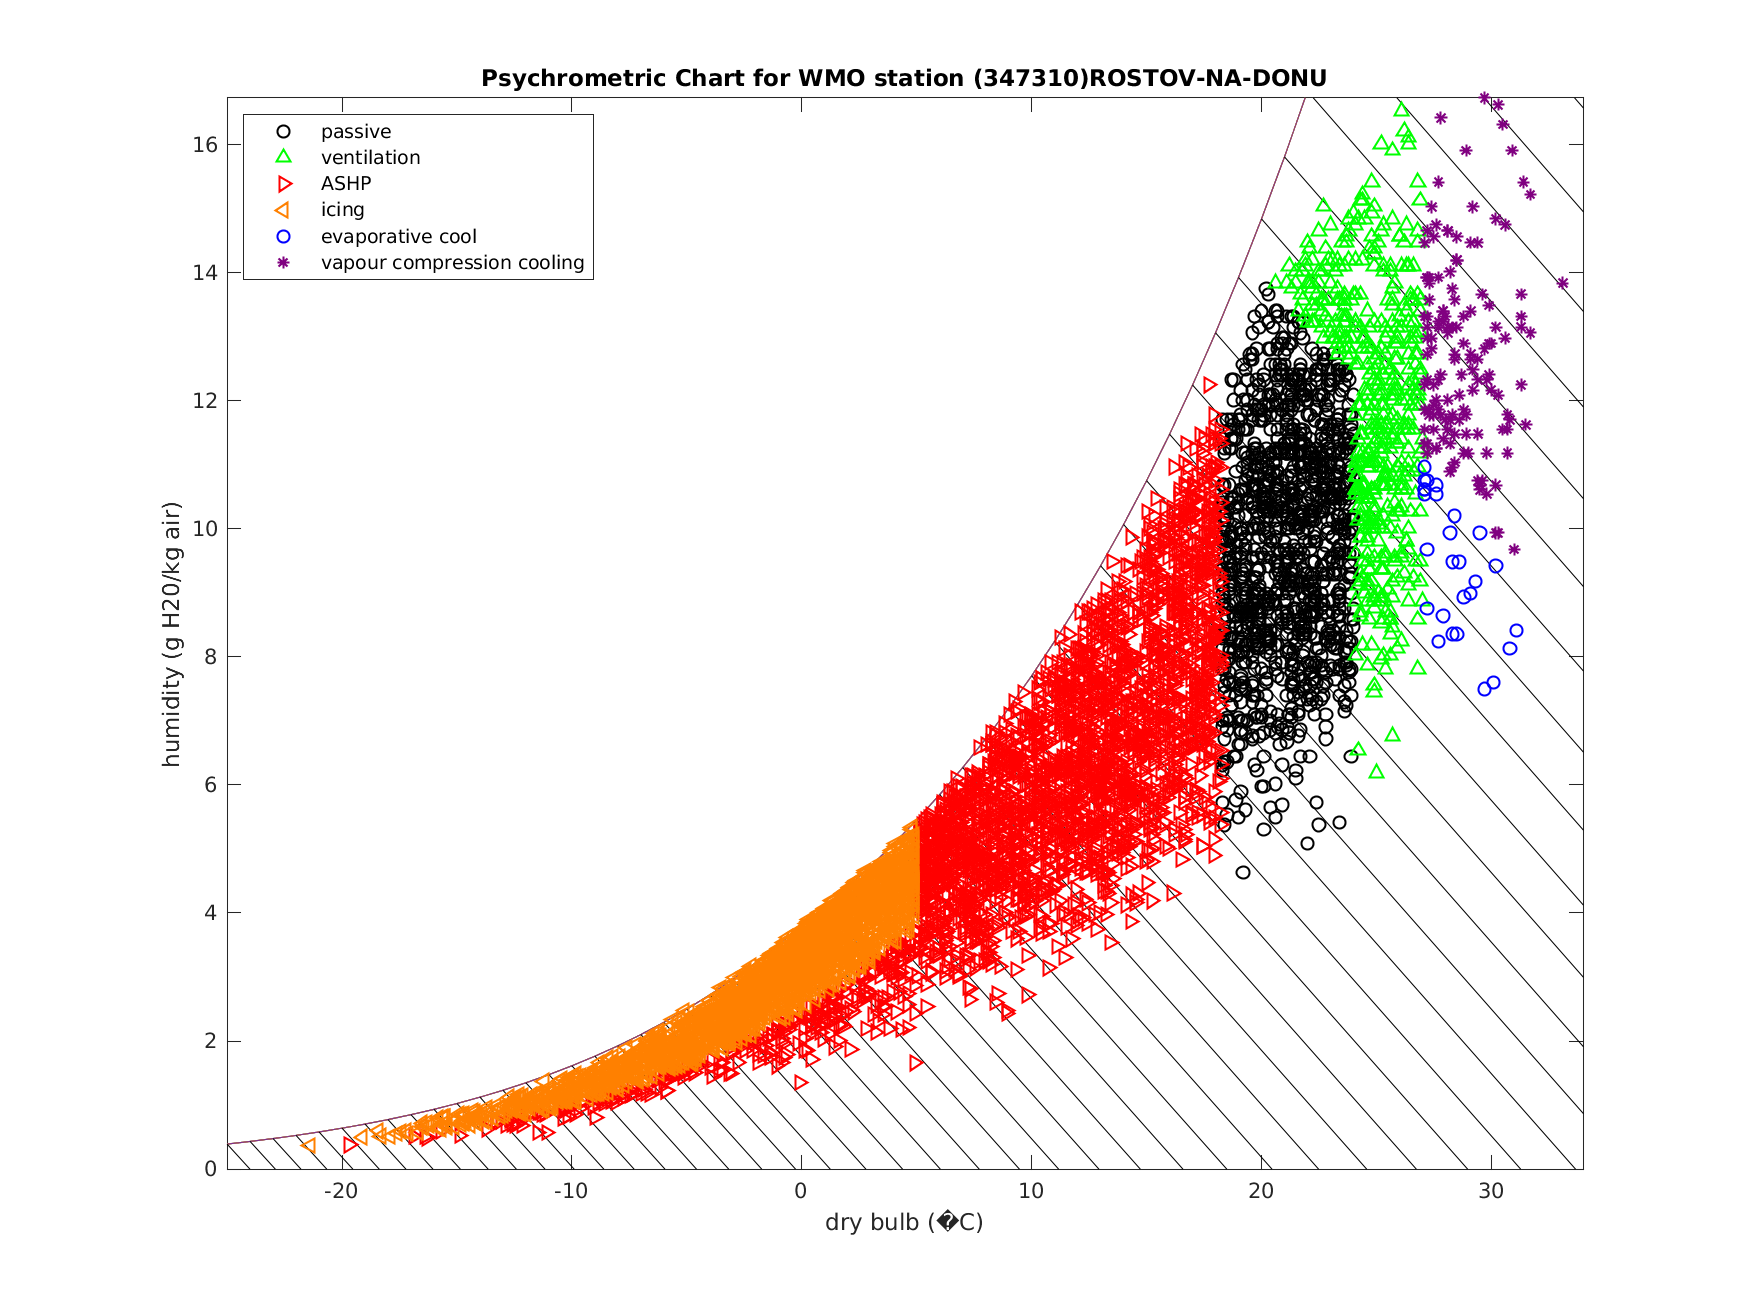 Psychrometric Chart for WMO station (347310)ROSTOV-NA-DONU
passive
ventilation
ASHP
icing
evaporative cool
vapour compression cooling
16
14
12
10
8
6
4
2
0
humidity (g H20/kg air)
-20 -10 0 10 20 30
dry bulb (�C)